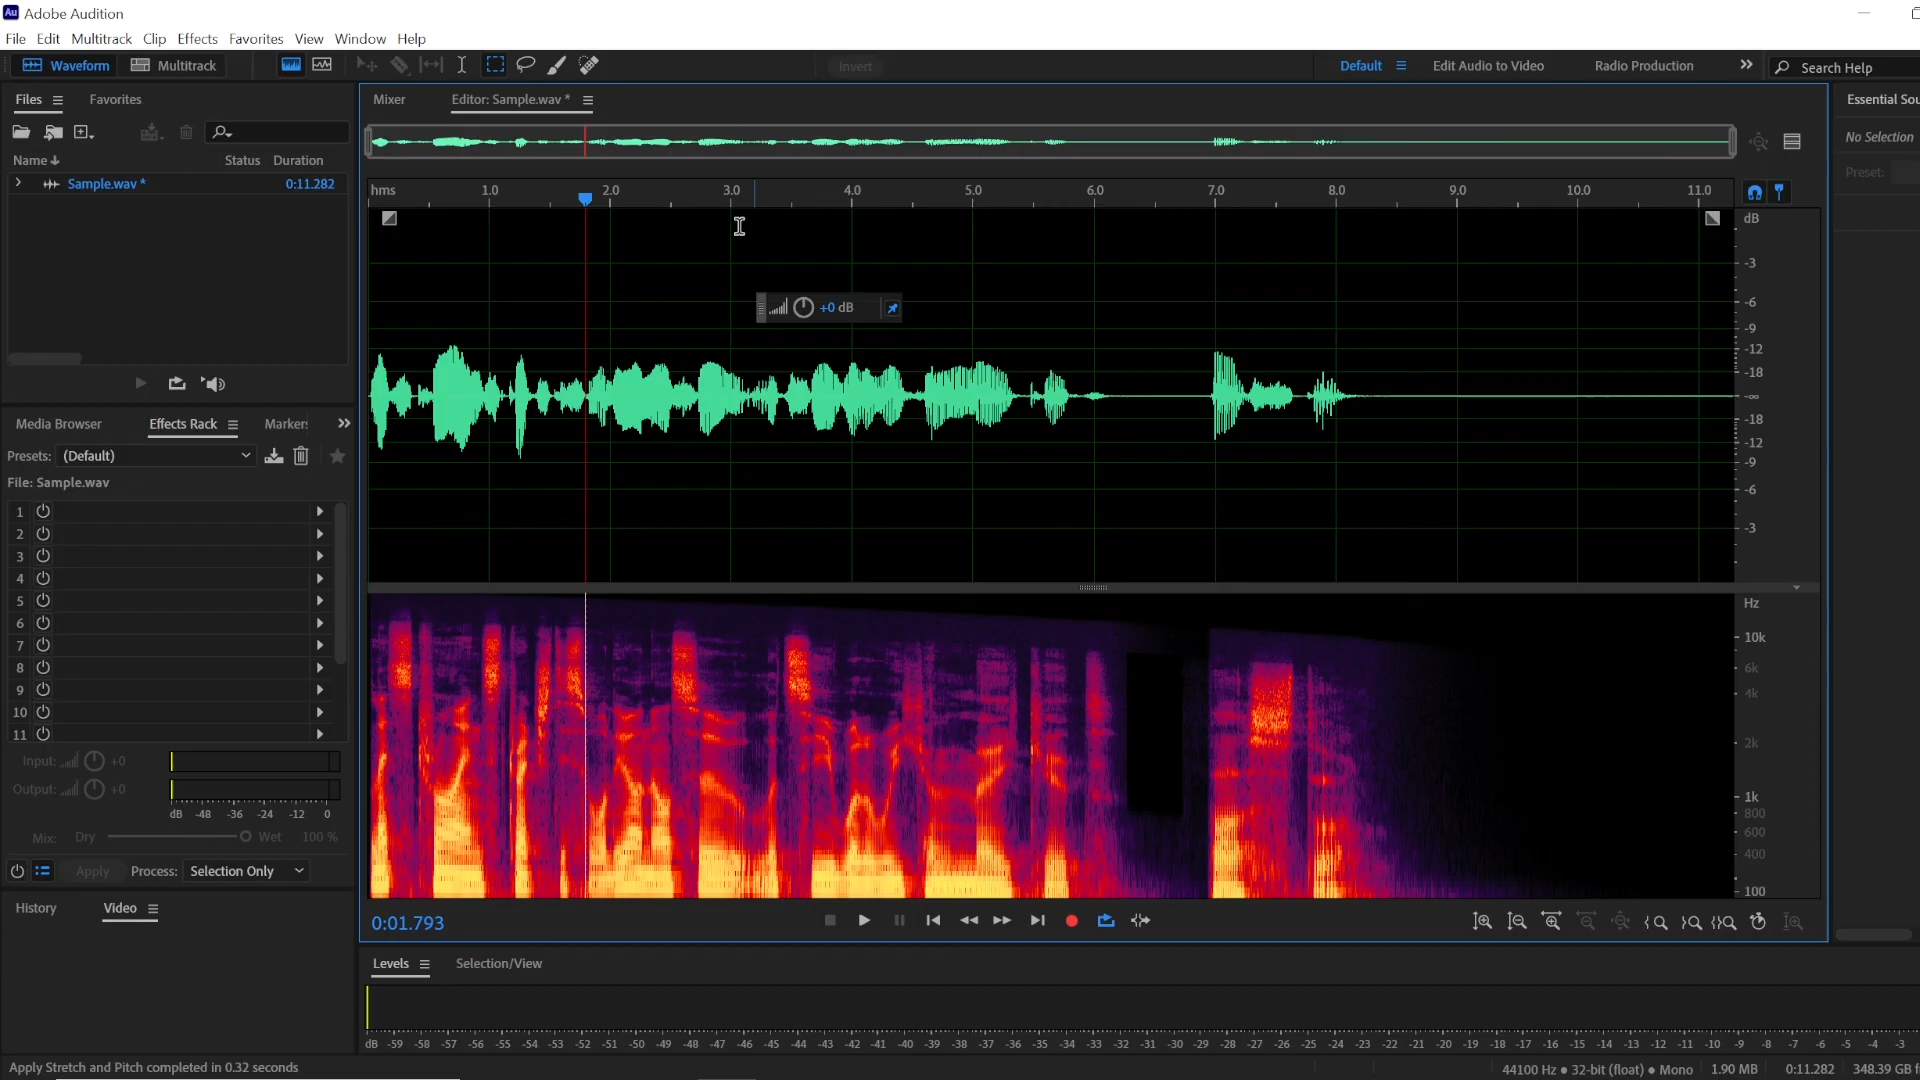 Au Adobe Audition
File Edit Multitrack Clip Effects Favorites View Window Help
Waveform Multitrack Invert Default Edit Audio to Video Radio Production Search Help
Files Favorites
Name Status Duration
Sample.wav * 0:11.282
Media Browser Effects Rack Markers
Presets: (Default)
File: Sample.wav
1
2
3
4
5
6
7
8
9
10
11
Input: +0
Output: +0
dB -48 -36 -24 -12 0
Mix: Dry Wet 100 %
Apply Process: Selection Only
History Video
Mixer Editor: Sample.wav *
hms 1.0 2.0 3.0 4.0 5.0 6.0 7.0 8.0 9.0 10.0 11.0
+0 dB
dB
-3
-6
-9
-12
-18
-∞
-18
-12
-9
-6
-3
Hz
10k
6k
4k
2k
1k
800
600
400
100
0:01.793
Essential Sou
No Selection
Preset:
Levels Selection/View
dB -59 -58 -57 -56 -55 -54 -53 -52 -51 -50 -49 -48 -47 -46 -45 -44 -43 -42 -41 -40 -39 -38 -37 -36 -35 -34 -33 -32 -31 -30 -29 -28 -27 -26 -25 -24 -23 -22 -21 -20 -19 -18 -17 -16 -15 -14 -13 -12 -11 -10 -9 -8 -7 -6 -5 -4 -3
Apply Stretch and Pitch completed in 0.32 seconds
44100 Hz ● 32-bit (float) ● Mono 1.90 MB 0:11.282 348.39 GB f